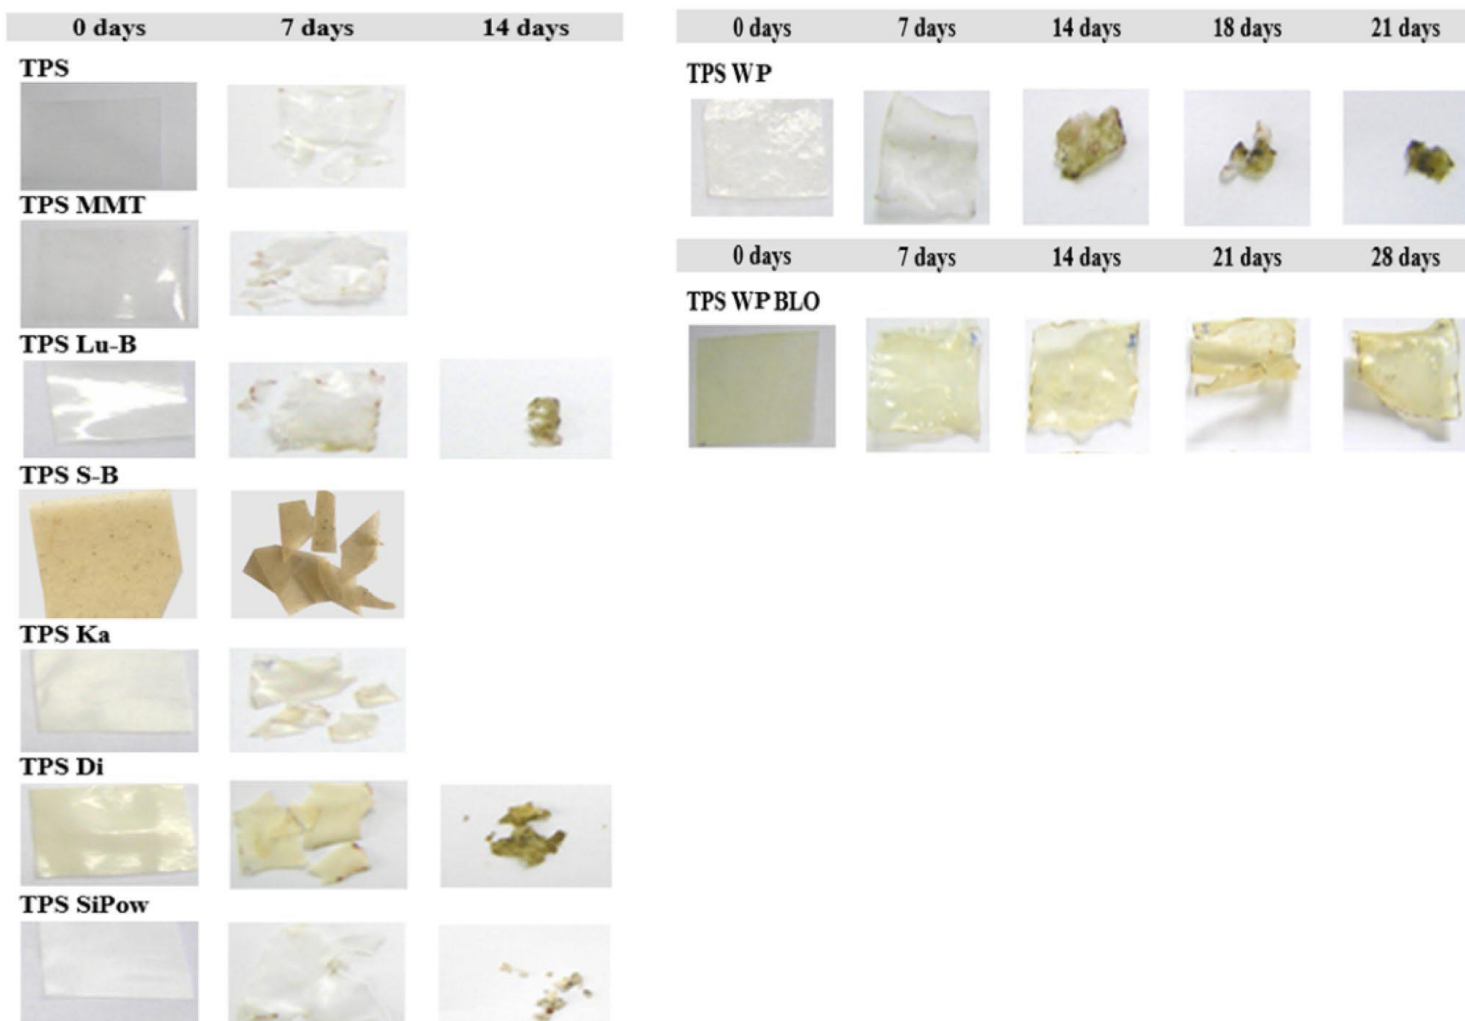 0 days 7 days 14 days
TPS
TPS MMT
TPS Lu-B
TPS S-B
TPS Ka
TPS Di
TPS SiPow
0 days 7 days 14 days 18 days 21 days
TPS WP
0 days 7 days 14 days 21 days 28 days
TPS WP BLO